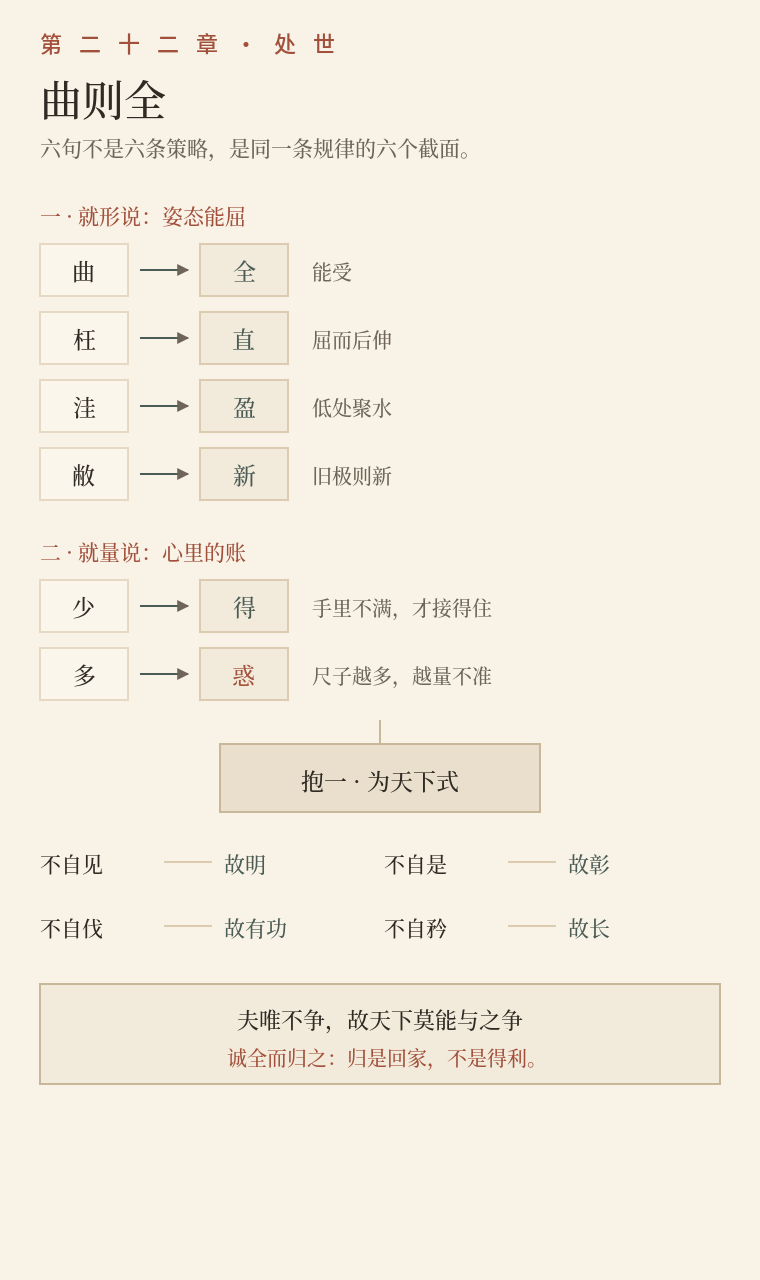 第二十二章·处世
曲则全
六句不是六条策略，是同一条规律的六个截面。
一·就形说：姿态能屈
曲 全 能受
枉 直 屈而后伸
洼 盈 低处聚水
敝 新 旧极则新
二·就量说：心里的账
少 得 手里不满，才接得住
多 惑 尺子越多，越量不准
抱一·为天下式
不自见 故明 不自是 故彰
不自伐 故有功 不自矜 故长
夫唯不争，故天下莫能与之争
诚全而归之：归是回家，不是得利。